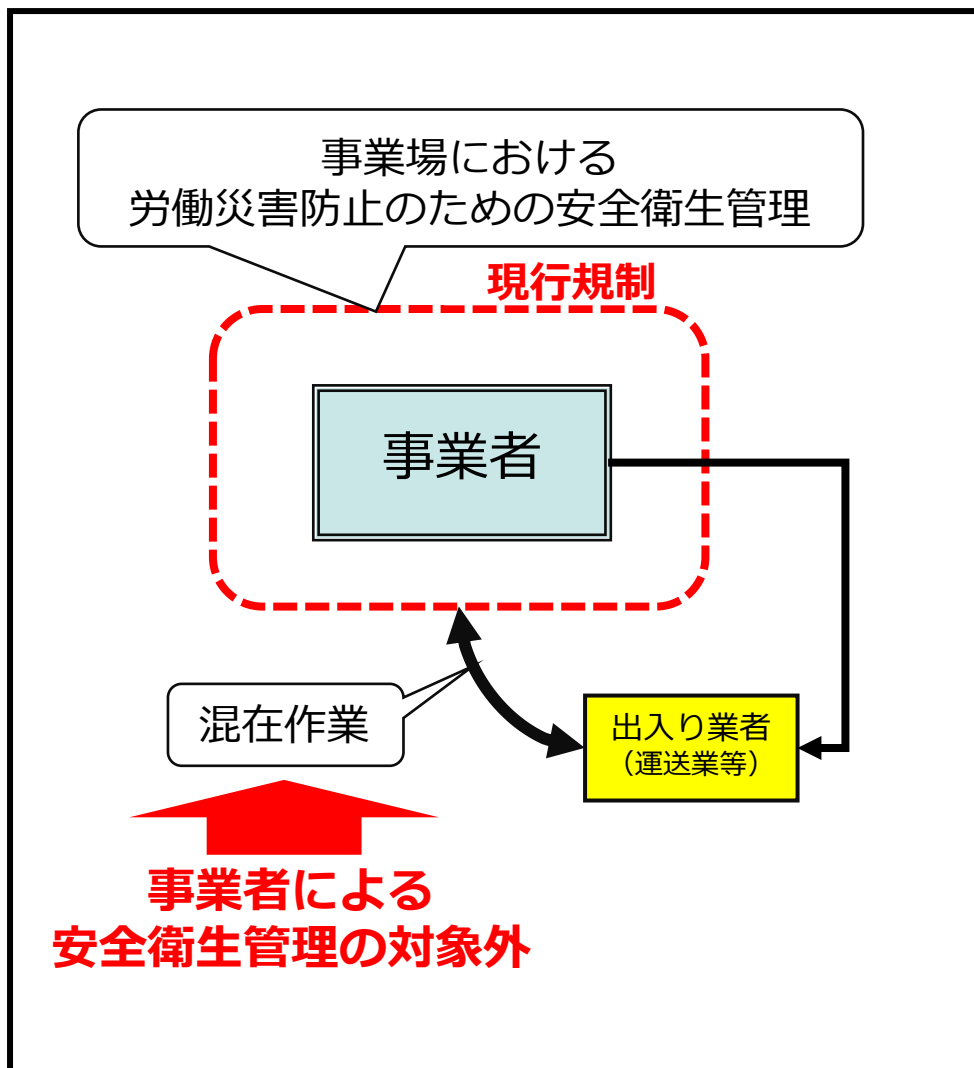 事業場における
労働災害防止のための安全衛生管理
現行規制
事業者
混在作業
出入り業者
（運送業等）
事業者による
安全衛生管理の対象外